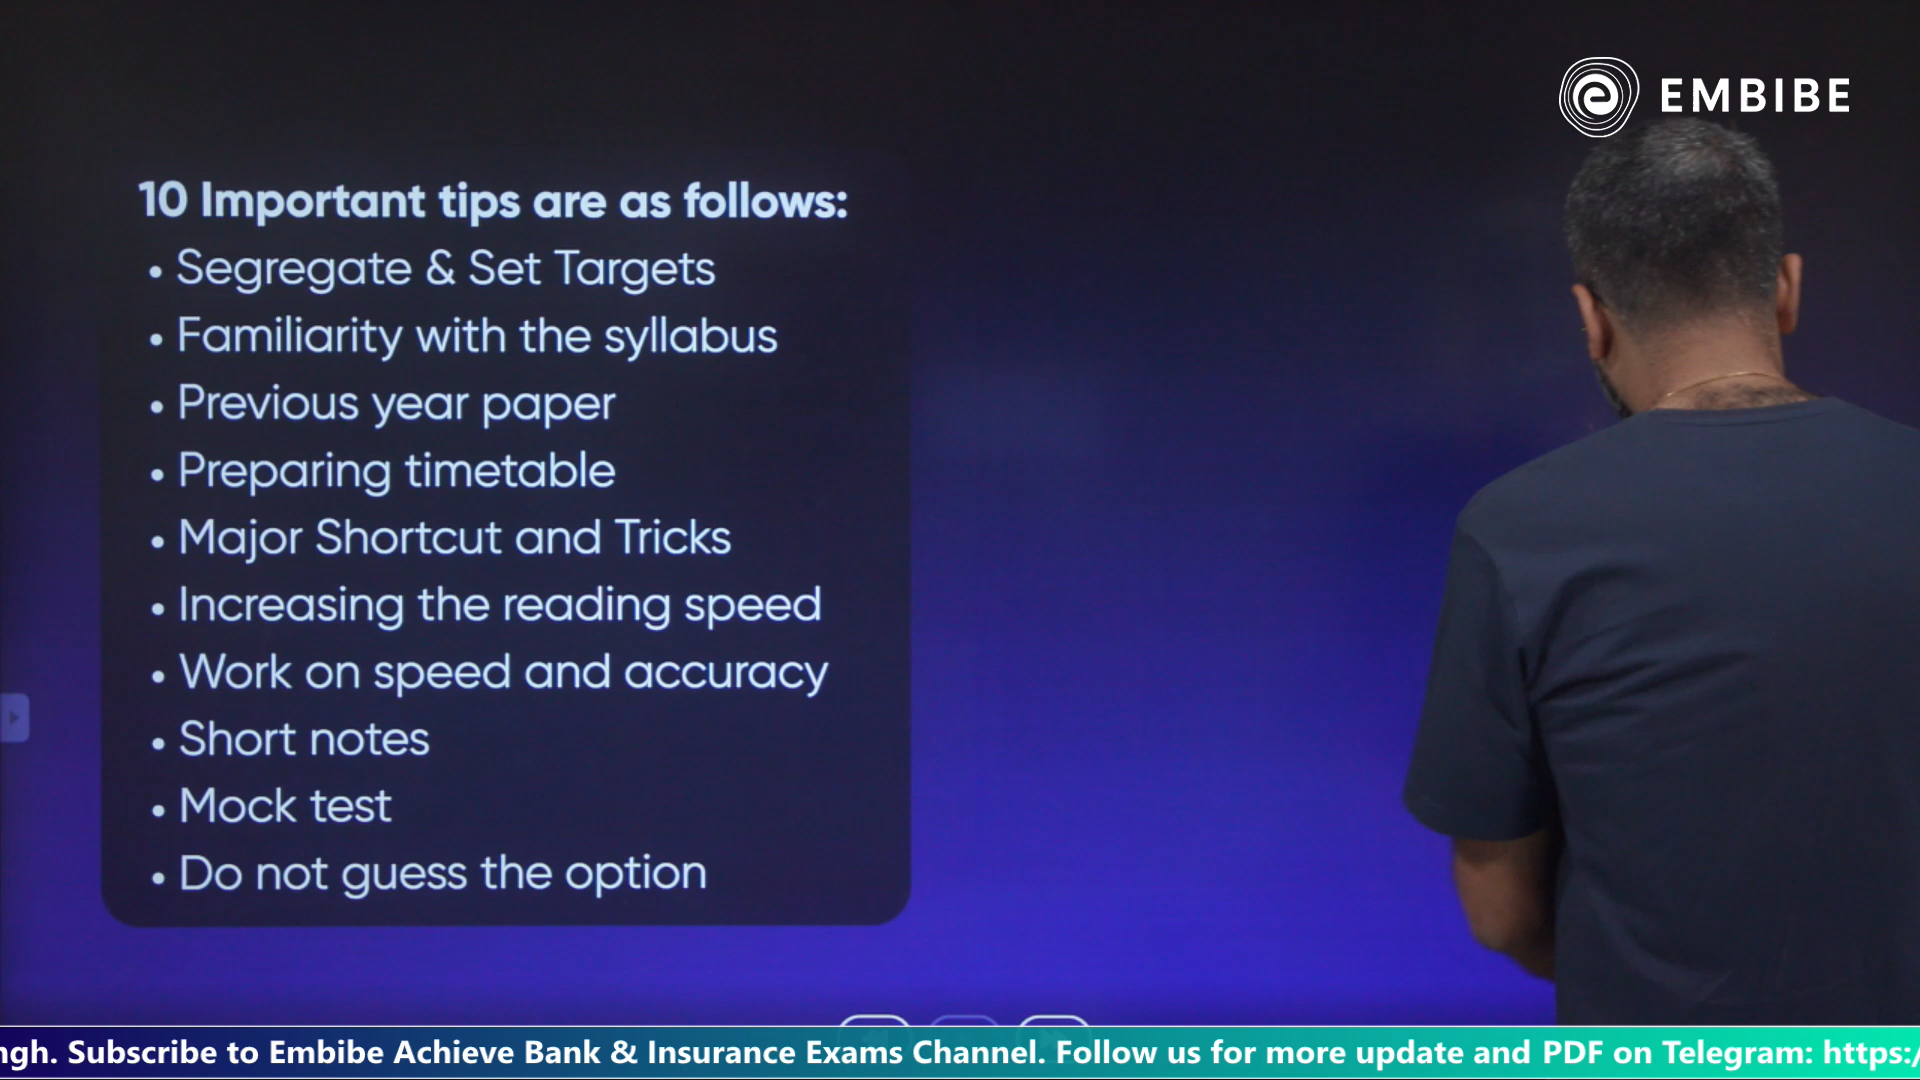 EMBIBE
10 Important tips are as follows:
• Segregate & Set Targets
• Familiarity with the syllabus
• Previous year paper
• Preparing timetable
• Major Shortcut and Tricks
• Increasing the reading speed
• Work on speed and accuracy
• Short notes
• Mock test
• Do not guess the option
Subscribe to Embibe Achieve Bank & Insurance Exams Channel. Follow us for more update and PDF on Telegram: